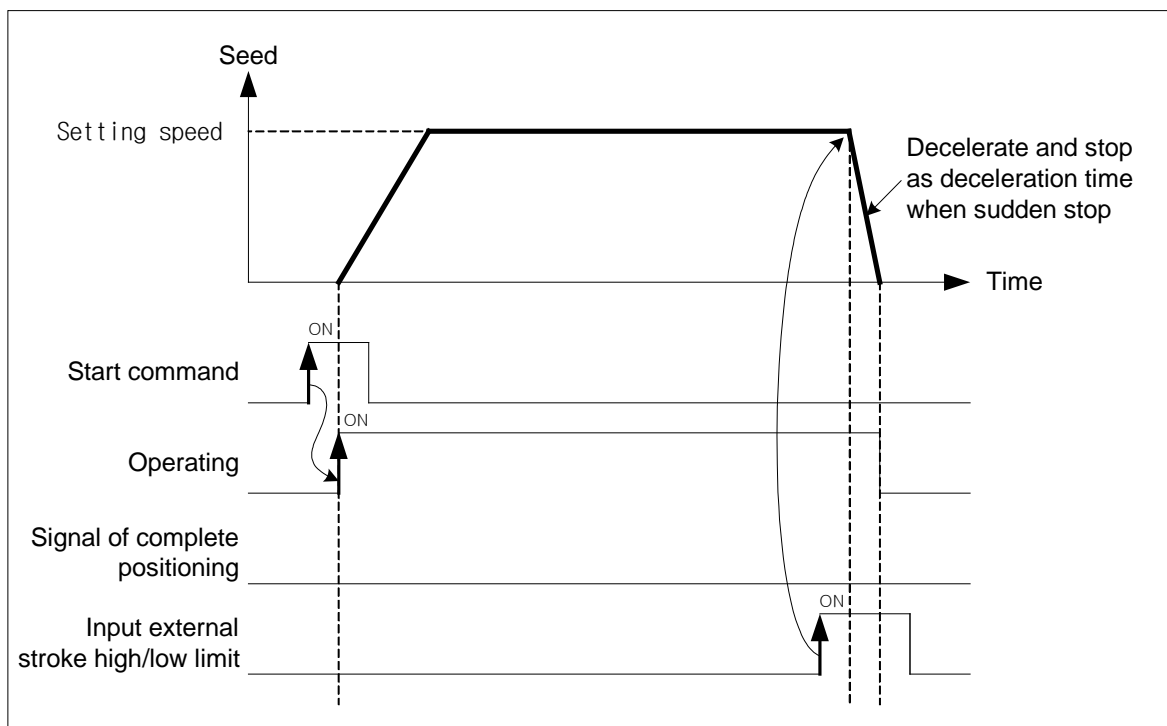 Seed
Setting speed
Decelerate and stop
as deceleration time
when sudden stop
Time
ON
Start command
ON
Operating
Signal of complete
positioning
ON
Input external
stroke high/low limit